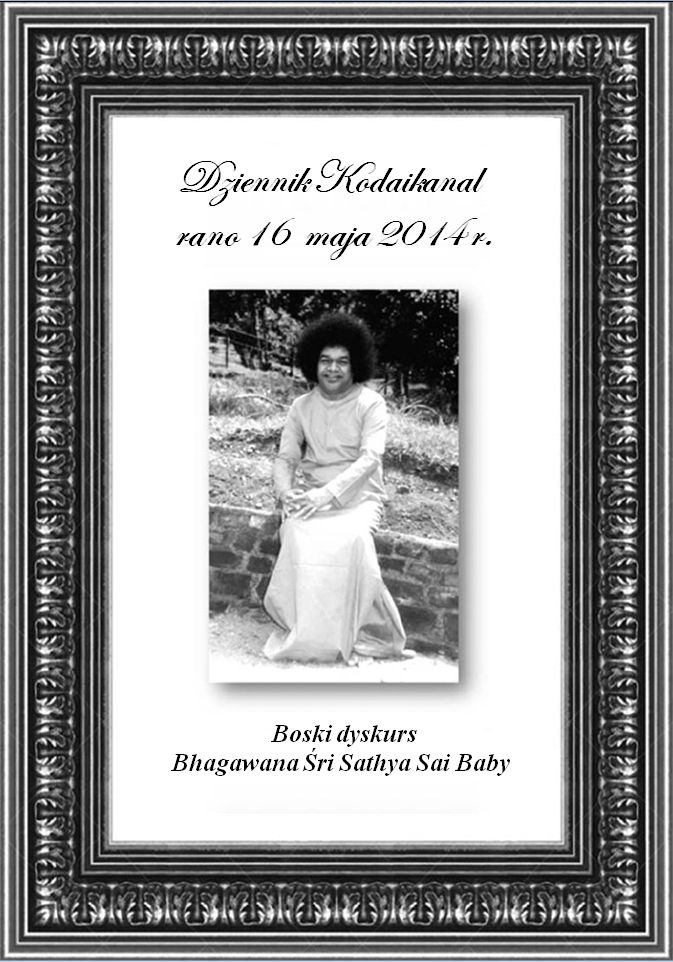 Dziennik Kodaikanal
rano 16 maja 2014 r.
Boski dyskurs
Bhagawana Śri Sathya Sai Baby